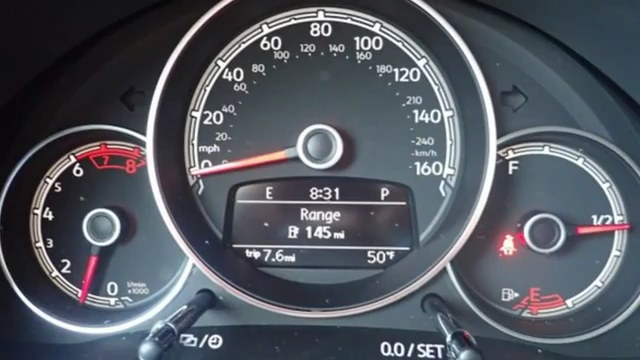 80
60 100
100 120 140 160
40 80 180 120
60
40 210
20 140
20 240
mph km/h
0 160
E 8:31 P
Range
145 mi
trip 7.6mi 50°F
6 7 8
5
4
3
2
0 1/min x1000
F
1/2
E
0.0/SET